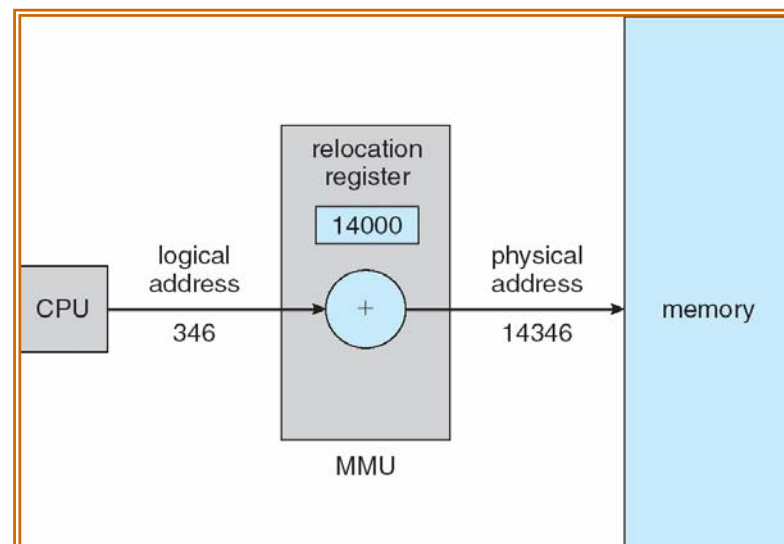 relocation
register
14000
logical
address
346
CPU
+
physical
address
14346
memory
MMU